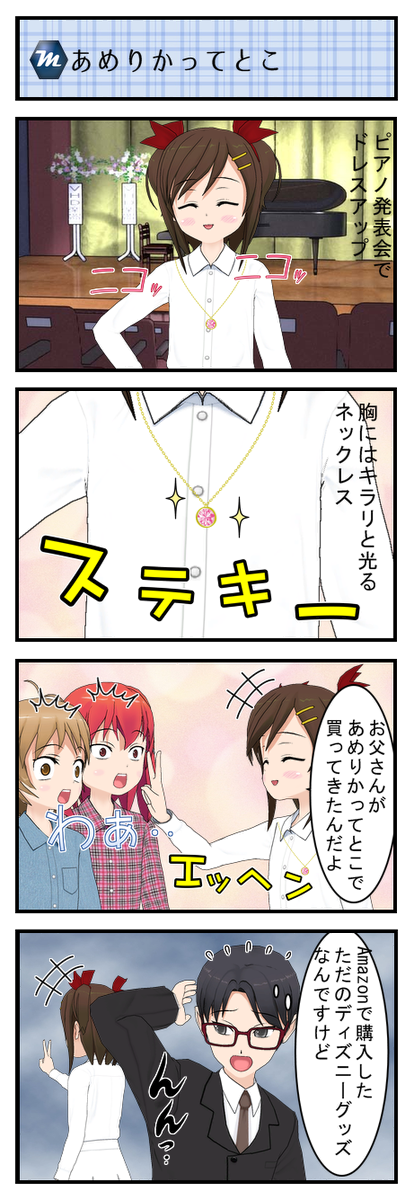 m あめりかってとこ
ピアノ発表会で
ドレスアップ
ニコッ
ニコッ
胸にはキラリと光る
ネックレス
ステキー
お父さんが
あめりかってとこで
買ってきたんだよ
わぁ・・
エッヘン
Amazonで購入した
ただのディズニーグッズ
なんですけど
んんっ・・